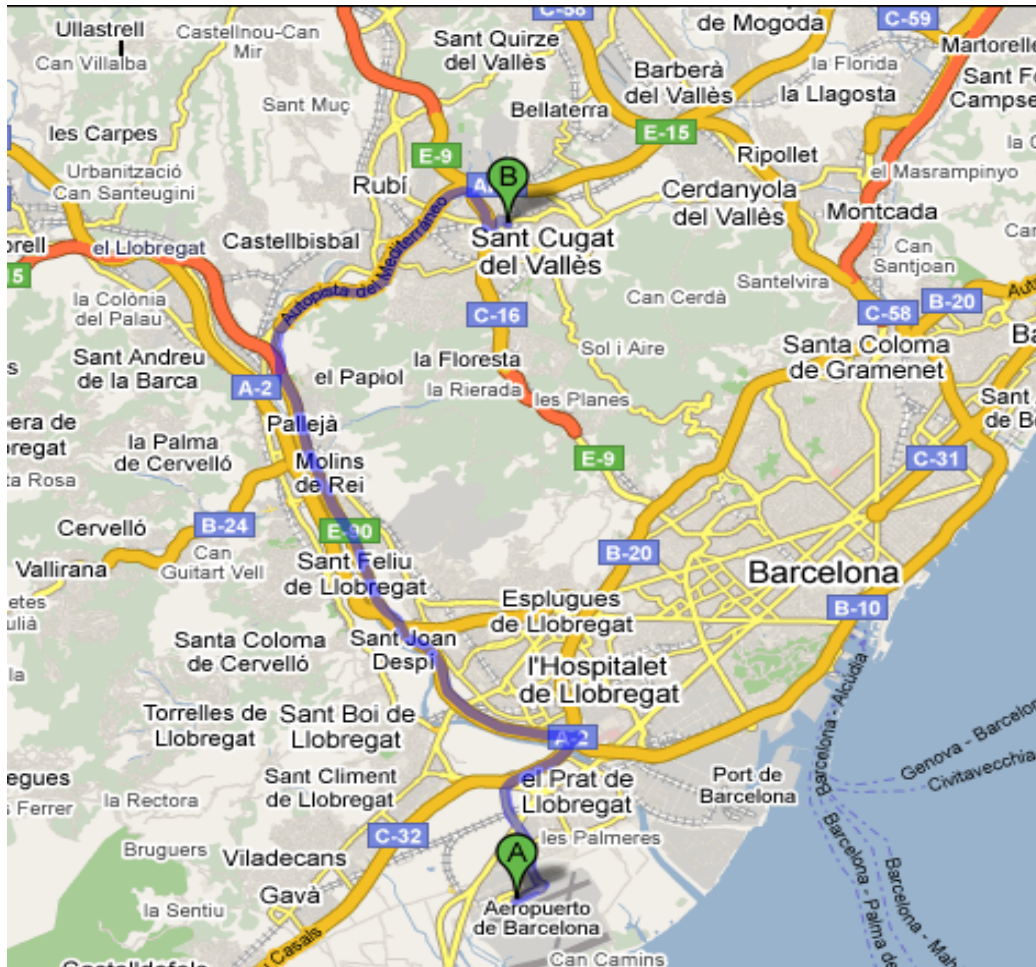 C-58
de Mogoda
C-59
Ullastrell
Castellnou-Can
Mir
Sant Quirze
del Vallès
Can Villalba
la Florida
Barberà
del Vallès
la Llagosta
Sant Muç
Bellaterra
les Carpes
E-15
Ripollet
E-9
el Masrampinyo
Urbanització
Can Santeugini
Rubí
B
Cerdanyola
del Vallès
Montcada
el Llobregat
Castellbisbal
Autopista del Mediterráneo
Sant Cugat
del Vallès
Can
Santjoan
Santelvira
Can Cerdà
B-20
la Colònia
del Palau
C-16
C-58
Sant Andreu
de la Barca
la Floresta
Sol i Aire
Santa Coloma
de Gramenet
A-2
el Papiol
la Rierada
les Planes
Pallejà
la Palma
de Cervelló
Molins
de Rei
E-9
C-31
Cervelló
B-24
E-90
Can
Guitart Vell
Vallirana
Sant Feliu
de Llobregat
B-20
Barcelona
Esplugues
de Llobregat
B-10
Santa Coloma
de Cervelló
Sant Joan
Despí
l'Hospitalet
de Llobregat
Barcelona - Alcúdia
Torrelles de
Llobregat
Sant Boi de
Llobregat
A-2
Genova - Barcelon
Civitavecchia
Sant Climent
de Llobregat
el Prat de
Llobregat
Port de
Barcelona
la Rectora
C-32
les Palmeres
Bruguers
Viladecans
A
Barcelona - Palma de
Barcelona - Mah
Gavà
la Sentiu
Aeropuerto
de Barcelona
Can Camins